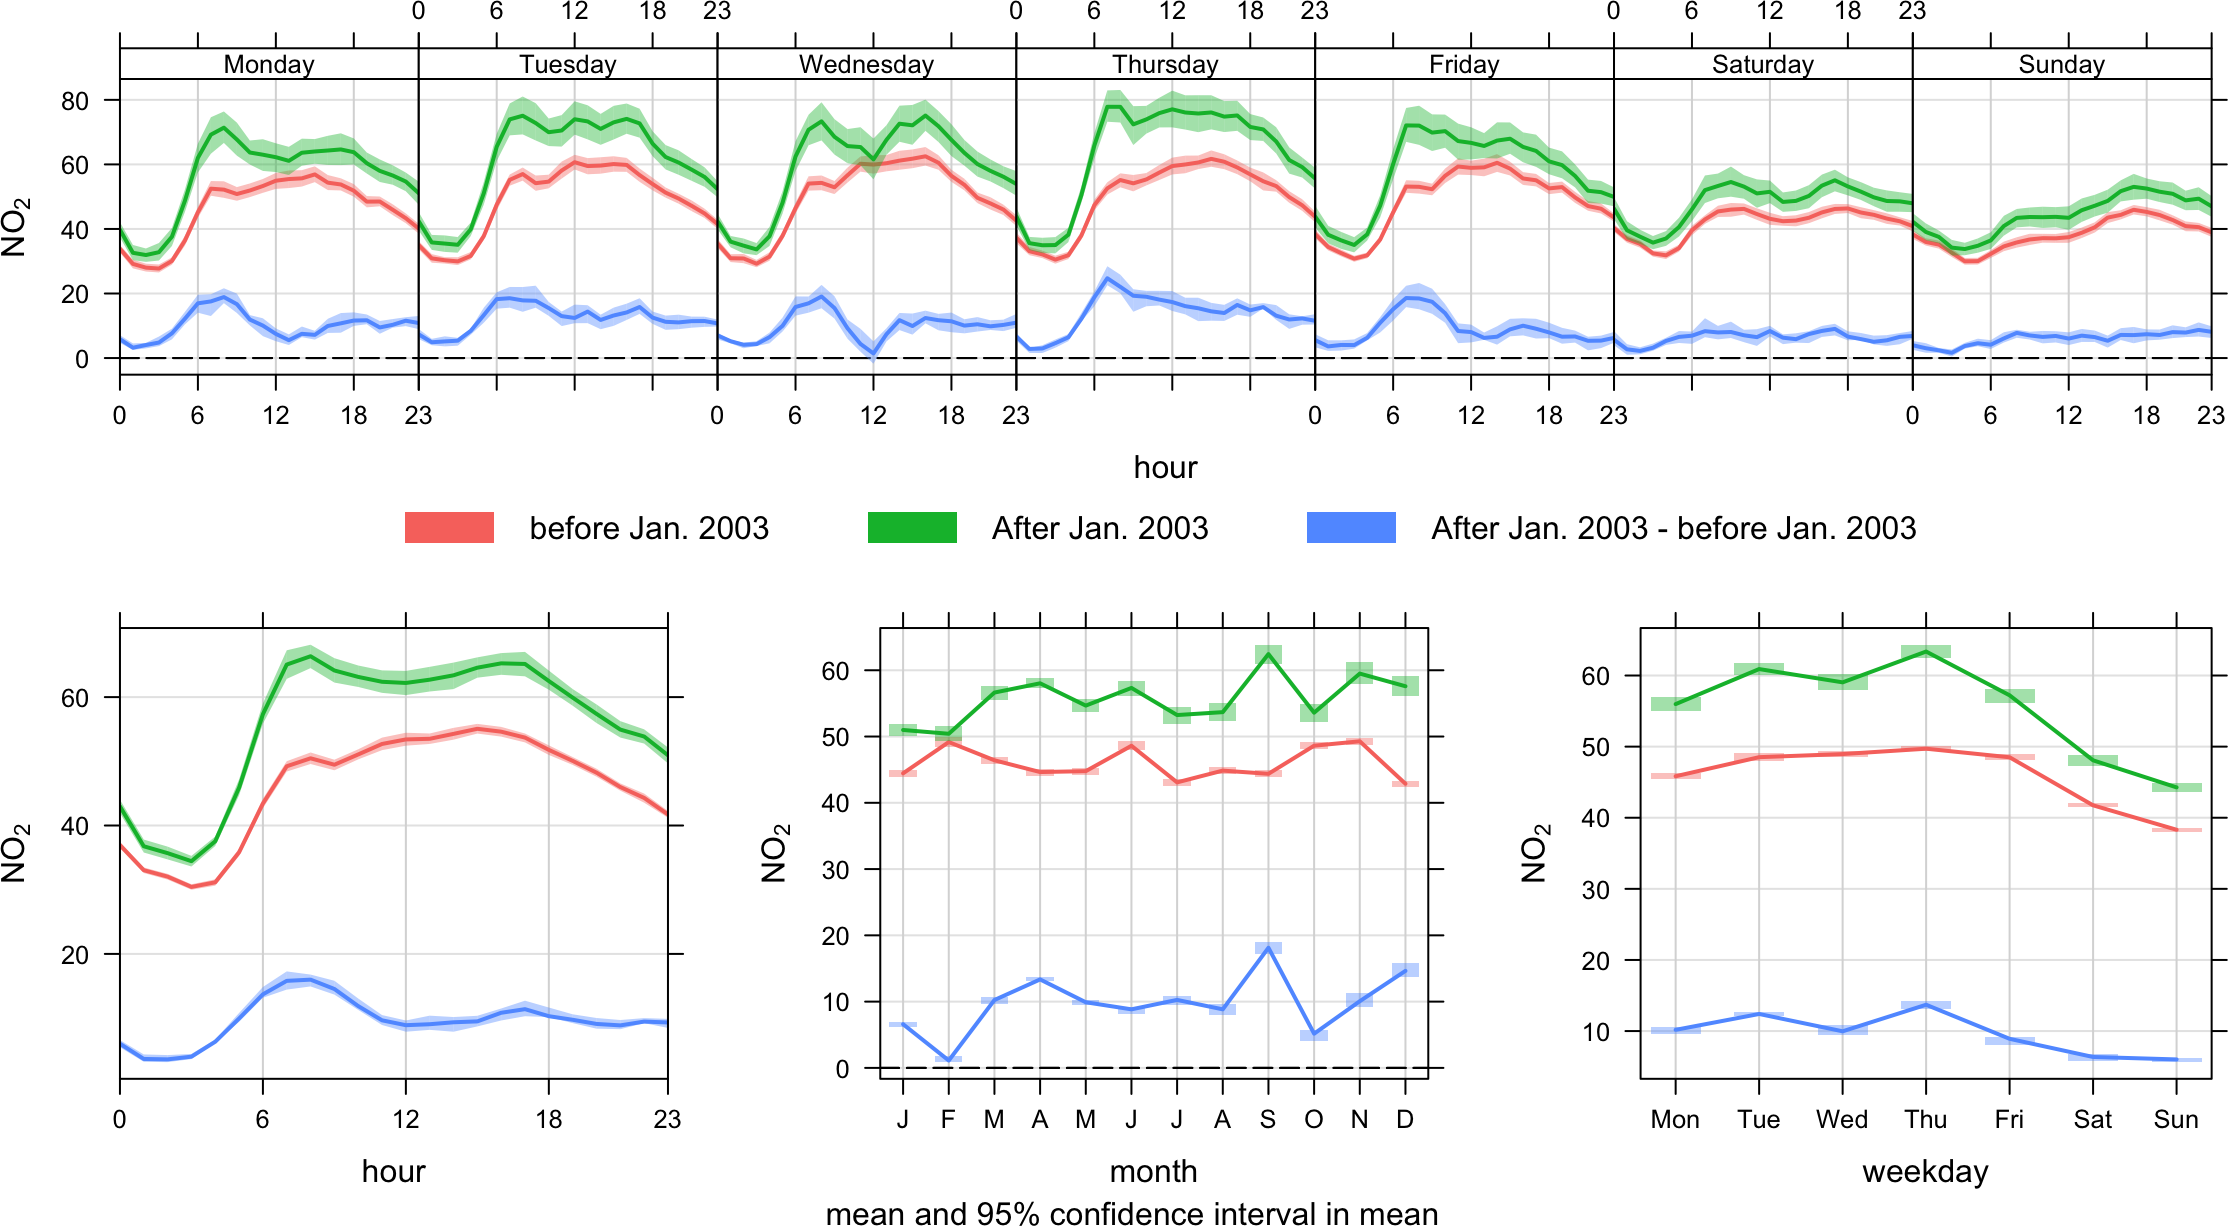 0 6 12 18 23 0 6 12 18 23 0 6 12 18 23
Monday Tuesday Wednesday Thursday Friday Saturday Sunday
80
60
40
20
0
NO2
0 6 12 18 23 0 6 12 18 23 0 6 12 18 23 0 6 12 18 23
hour
before Jan. 2003 After Jan. 2003 After Jan. 2003 - before Jan. 2003
60
40
20
NO2
0 6 12 18 23
hour
60
50
40
30
20
10
0
NO2
J F M A M J J A S O N D
month
60
50
40
30
20
10
NO2
Mon Tue Wed Thu Fri Sat Sun
weekday
mean and 95% confidence interval in mean